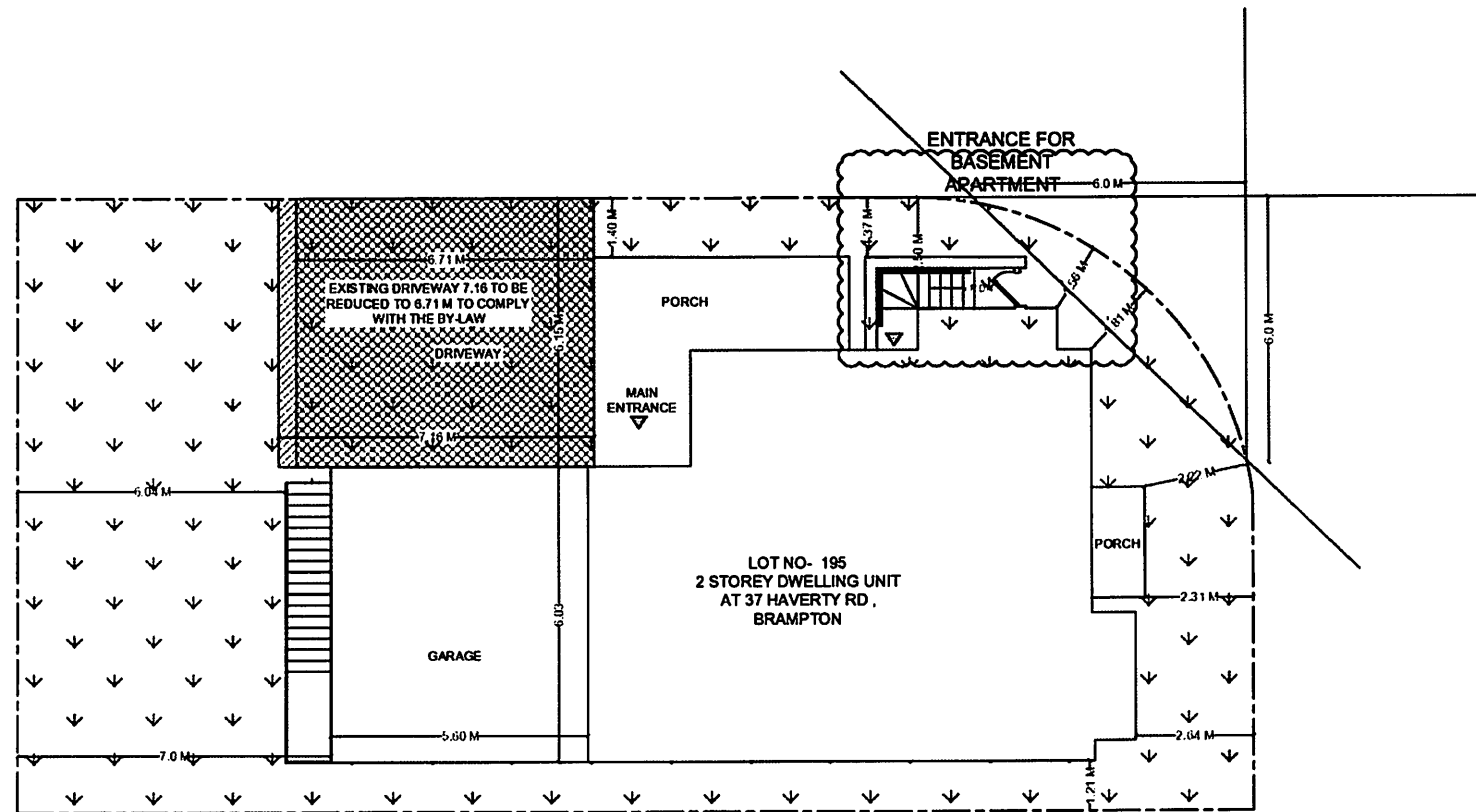 ENTRANCE FOR
BASEMENT
APARTMENT
6.0 M
1.40 M
.37 M
.50 M
6.71 M
EXISTING DRIVEWAY 7.16 TO BE
REDUCED TO 6.71 M TO COMPLY
WITH THE BY-LAW
PORCH
.56 M
.81 M
6.15 M
DRIVEWAY
6.0 M
MAIN
ENTRANCE
7.16 M
2.02 M
6.04 M
PORCH
LOT NO- 195
2 STOREY DWELLING UNIT
AT 37 HAVERTY RD ,
BRAMPTON
2.31 M
6.03
GARAGE
5.60 M
2.64 M
7.0 M
1.21 M